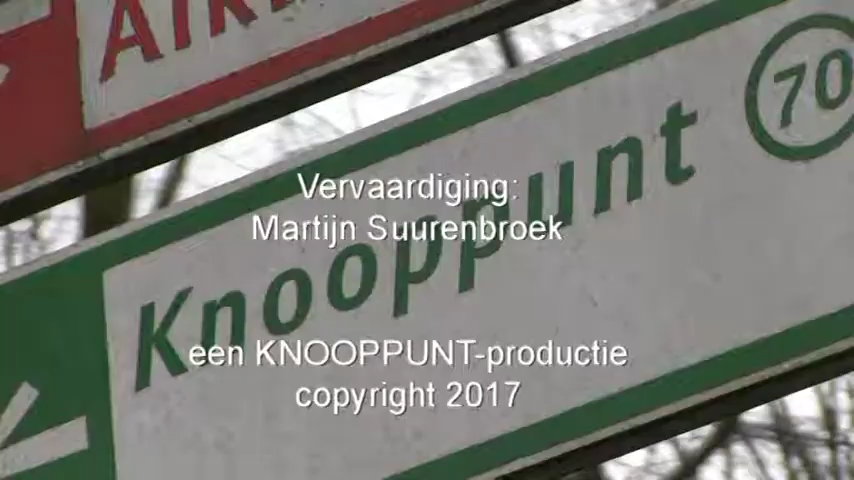 Knooppunt 70
Vervaardiging:
Martijn Suurenbroek
een KNOOPPUNT-productie
copyright 2017